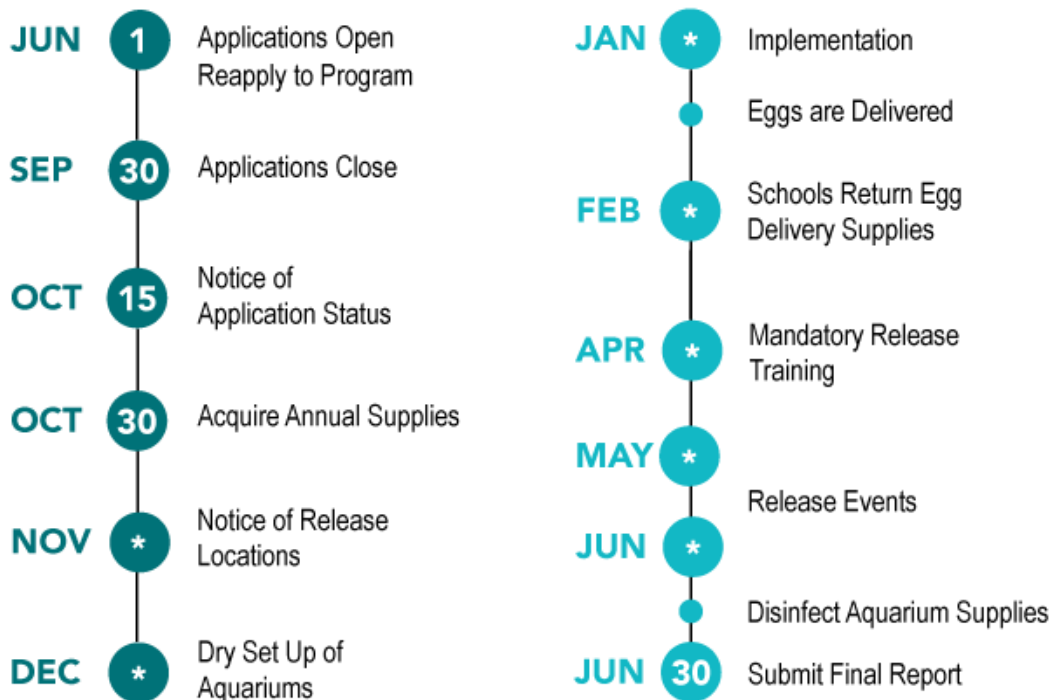 JUN 1 Applications Open
Reapply to Program
SEP 30 Applications Close
OCT 15 Notice of
Application Status
OCT 30 Acquire Annual Supplies
NOV * Notice of Release
Locations
DEC * Dry Set Up of
Aquariums
JAN * Implementation
Eggs are Delivered
FEB * Schools Return Egg
Delivery Supplies
APR * Mandatory Release
Training
MAY *
Release Events
JUN *
Disinfect Aquarium Supplies
JUN 30 Submit Final Report